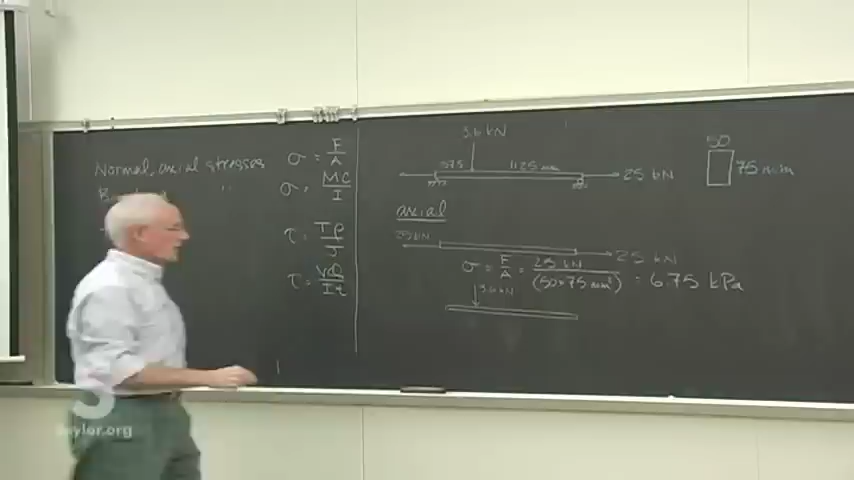 Normal, axial stresses
σ = F/A
σ = Mc/I
τ = Tρ/J
τ = VQ/It
3.6 kN
375
1125 mm
25 kN
50
75 mm
axial
25 kN
25 kN
σ = F/A = 25 kN/(50×75 mm²) = 6.75 kPa
3.6 kN
saylor.org